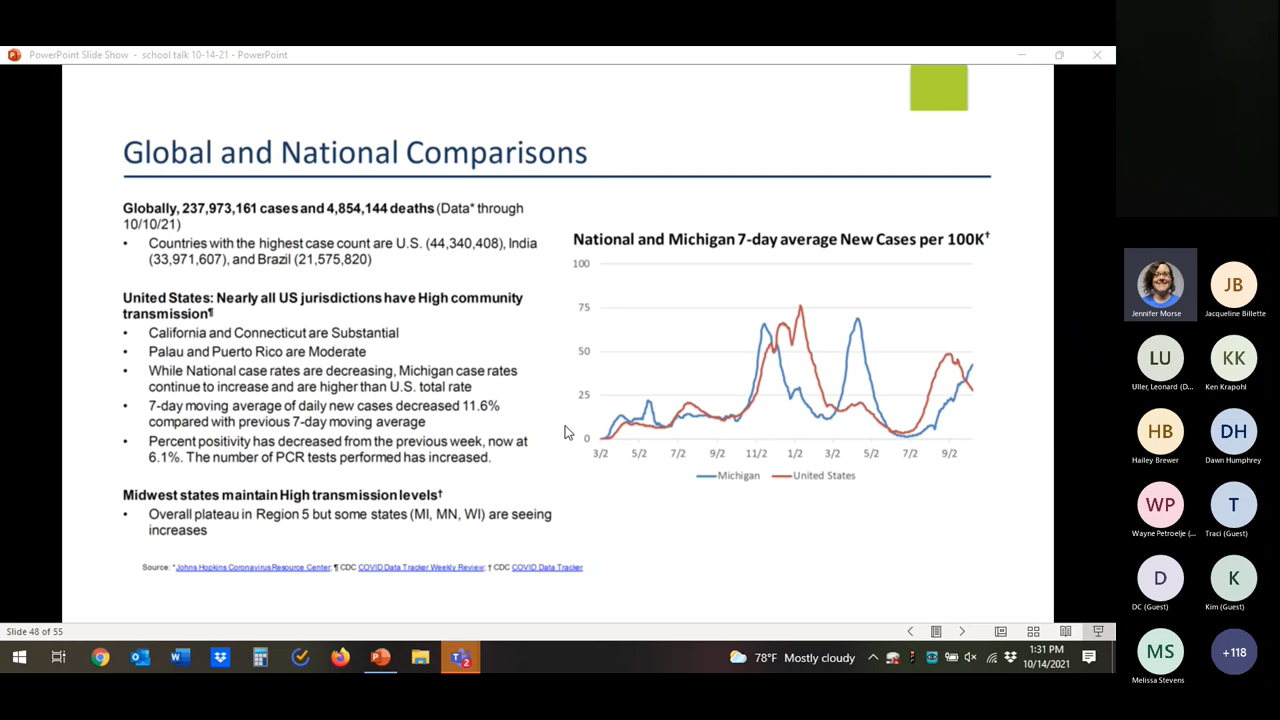 PowerPoint Slide Show - school talk 10-14-21 - PowerPoint
Global and National Comparisons
Globally, 237,973,161 cases and 4,854,144 deaths (Data* through
10/10/21)
• Countries with the highest case count are U.S. (44,340,408), India
(33,971,607), and Brazil (21,575,820)
United States: Nearly all US jurisdictions have High community
transmission¶
• California and Connecticut are Substantial
• Palau and Puerto Rico are Moderate
• While National case rates are decreasing, Michigan case rates
continue to increase and are higher than U.S. total rate
• 7-day moving average of daily new cases decreased 11.6%
compared with previous 7-day moving average
• Percent positivity has decreased from the previous week, now at
6.1%. The number of PCR tests performed has increased.
Midwest states maintain High transmission levels†
• Overall plateau in Region 5 but some states (MI, MN, WI) are seeing
increases
Source: *Johns Hopkins Coronavirus Resource Center; ¶ CDC COVID Data Tracker Weekly Review; † CDC COVID Data Tracker
National and Michigan 7-day average New Cases per 100K†
100
75
50
25
0
3/2 5/2 7/2 9/2 11/2 1/2 3/2 5/2 7/2 9/2
Michigan United States
Slide 48 of 55
78°F Mostly cloudy
1:31 PM
10/14/2021
2
Jennifer Morse
JB
Jacqueline Billette
LU
Uller, Leonard (D...
KK
Ken Krapohl
HB
Hailey Brewer
DH
Dawn Humphrey
WP
Wayne Petroelje (...
T
Traci (Guest)
D
DC (Guest)
K
Kim (Guest)
MS
Melissa Stevens
+118